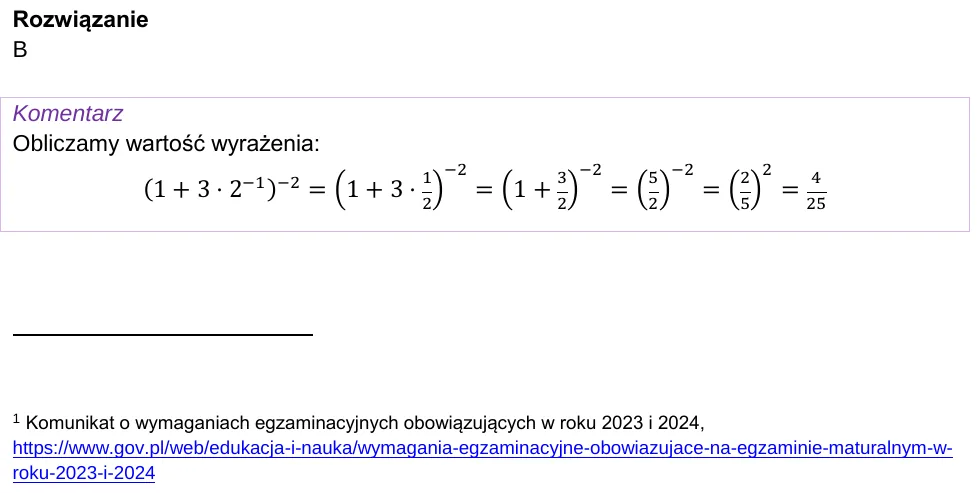 Rozwiązanie
B
Komentarz
Obliczamy wartość wyrażenia:
(1 + 3 · 2⁻¹)⁻² = (1 + 3 · 1/2)⁻² = (1 + 3/2)⁻² = (5/2)⁻² = (2/5)² = 4/25
¹ Komunikat o wymaganiach egzaminacyjnych obowiązujących w roku 2023 i 2024,
https://www.gov.pl/web/edukacja-i-nauka/wymagania-egzaminacyjne-obowiazujace-na-egzaminie-maturalnym-w-
roku-2023-i-2024